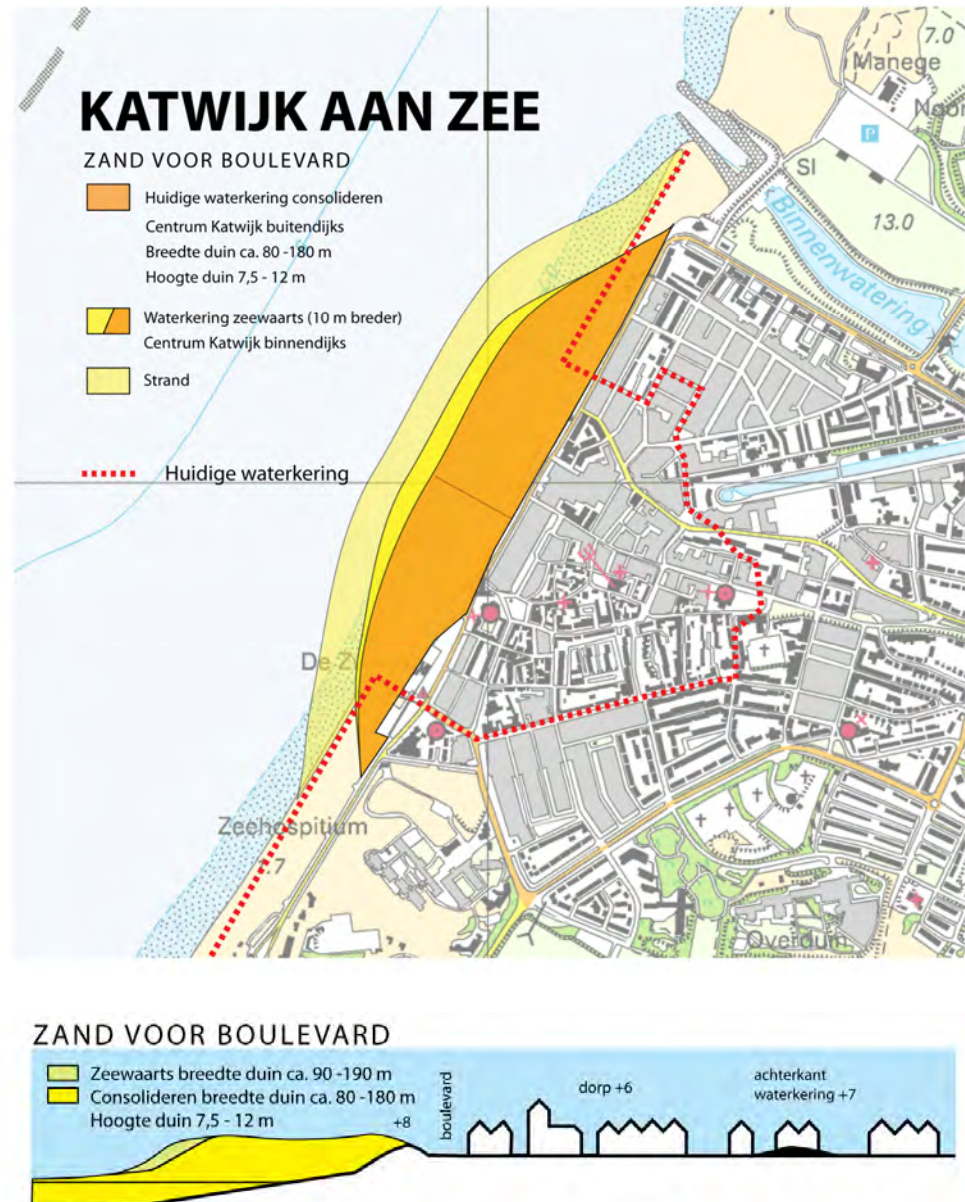 7.0
Manege
KATWIJK AAN ZEE
ZAND VOOR BOULEVARD
Huidige waterkering consolideren
Centrum Katwijk buitendijks
Breedte duin ca. 80 -180 m
Hoogte duin 7,5 - 12 m
Waterkering zeewaarts (10 m breder)
Centrum Katwijk binnendijks
Strand
Huidige waterkering
P
SI
13.0
Binnenwatering
Zeehospitium
7.7
Overduin
ZAND VOOR BOULEVARD
Zeewaarts breedte duin ca. 90 -190 m
Consolideren breedte duin ca. 80 -180 m
Hoogte duin 7,5 - 12 m
+8
boulevard
dorp +6
achterkant
waterkering +7